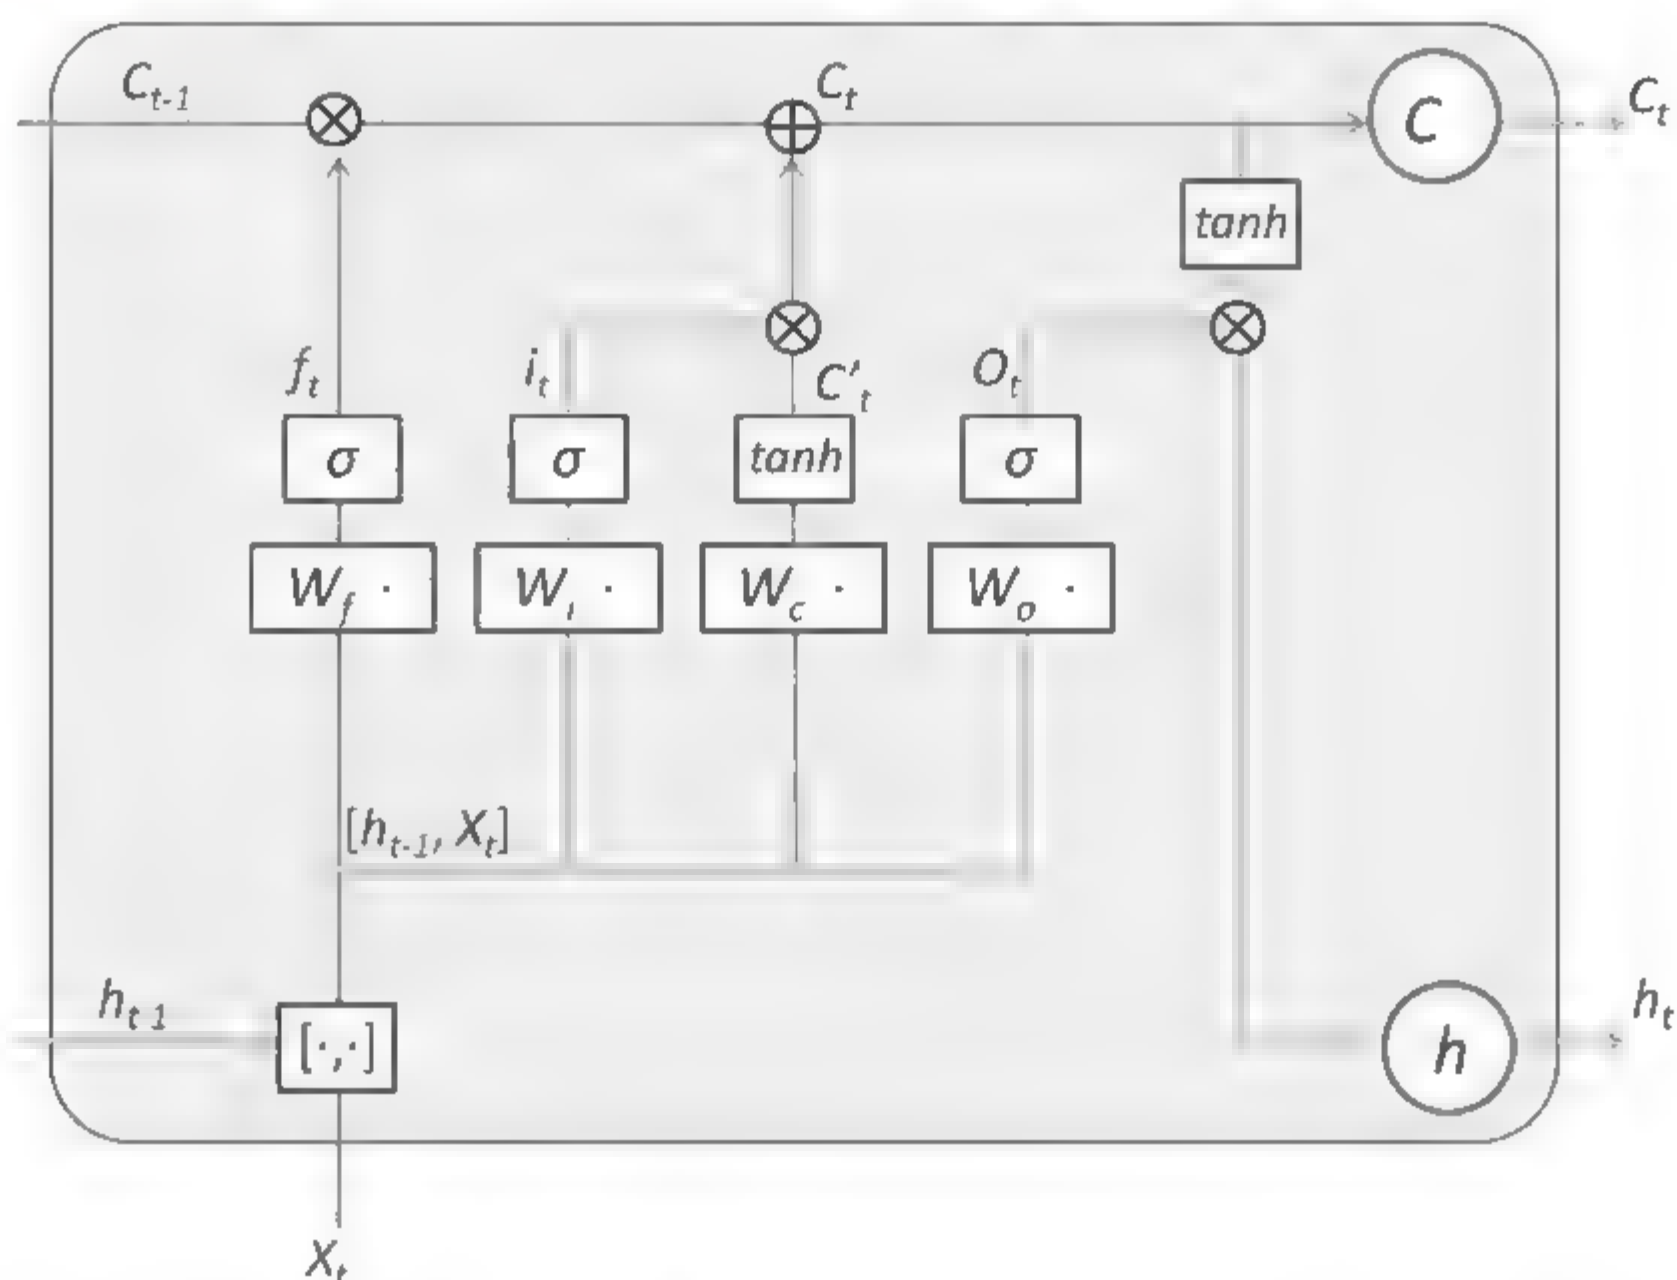 C_{t-1} C_t C C_t
tanh
f_t i_t C'_t O_t
σ σ tanh σ
W_f · W_i · W_c · W_o ·
[h_{t-1}, X_t]
h_{t-1} [·,·] h h_t
X_t